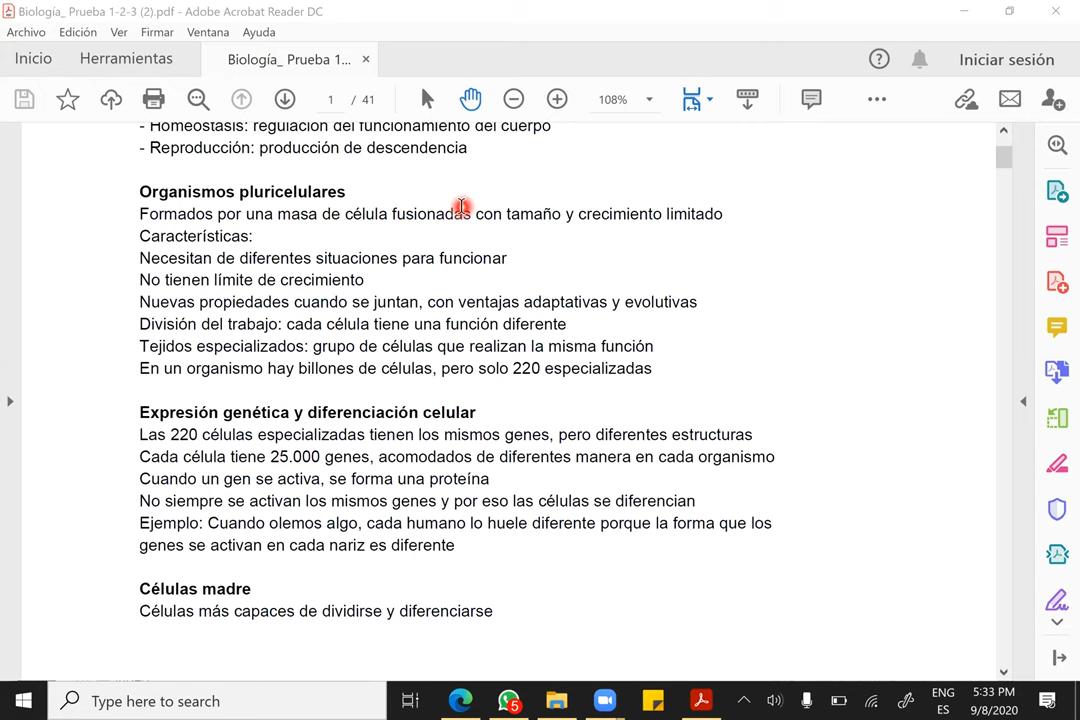 Biología_ Prueba 1-2-3 (2).pdf - Adobe Acrobat Reader DC
Archivo Edición Ver Firmar Ventana Ayuda
Inicio Herramientas Biología_ Prueba 1... × Iniciar sesión
1 / 41 108%
- Homeostasis: regulación del funcionamiento del cuerpo
- Reproducción: producción de descendencia
Organismos pluricelulares
Formados por una masa de célula fusionadas con tamaño y crecimiento limitado
Características:
Necesitan de diferentes situaciones para funcionar
No tienen límite de crecimiento
Nuevas propiedades cuando se juntan, con ventajas adaptativas y evolutivas
División del trabajo: cada célula tiene una función diferente
Tejidos especializados: grupo de células que realizan la misma función
En un organismo hay billones de células, pero solo 220 especializadas
Expresión genética y diferenciación celular
Las 220 células especializadas tienen los mismos genes, pero diferentes estructuras
Cada célula tiene 25.000 genes, acomodados de diferentes manera en cada organismo
Cuando un gen se activa, se forma una proteína
No siempre se activan los mismos genes y por eso las células se diferencian
Ejemplo: Cuando olemos algo, cada humano lo huele diferente porque la forma que los
genes se activan en cada nariz es diferente
Células madre
Células más capaces de dividirse y diferenciarse
Type here to search
5
ENG
ES
5:33 PM
9/8/2020